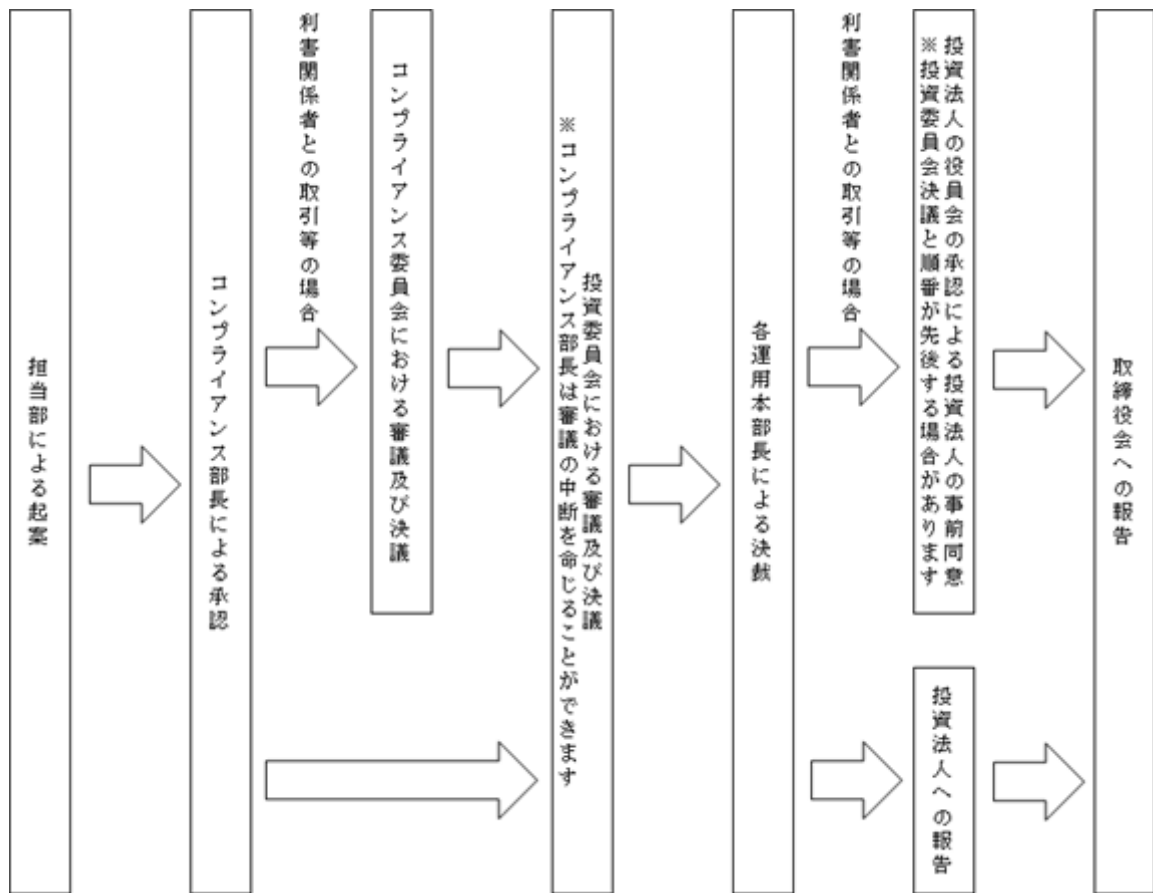 担当部による起案
コンプライアンス部長による承認
利害関係者との取引等の場合
コンプライアンス委員会における審議及び決議
投資委員会における審議及び決議
※コンプライアンス部長は審議の中断を命じることができます
各運用本部長による決裁
利害関係者との取引等の場合
投資法人の役員会の承認による投資法人の事前同意
※投資委員会決議と順番が先後する場合があります
投資法人への報告
取締役会への報告